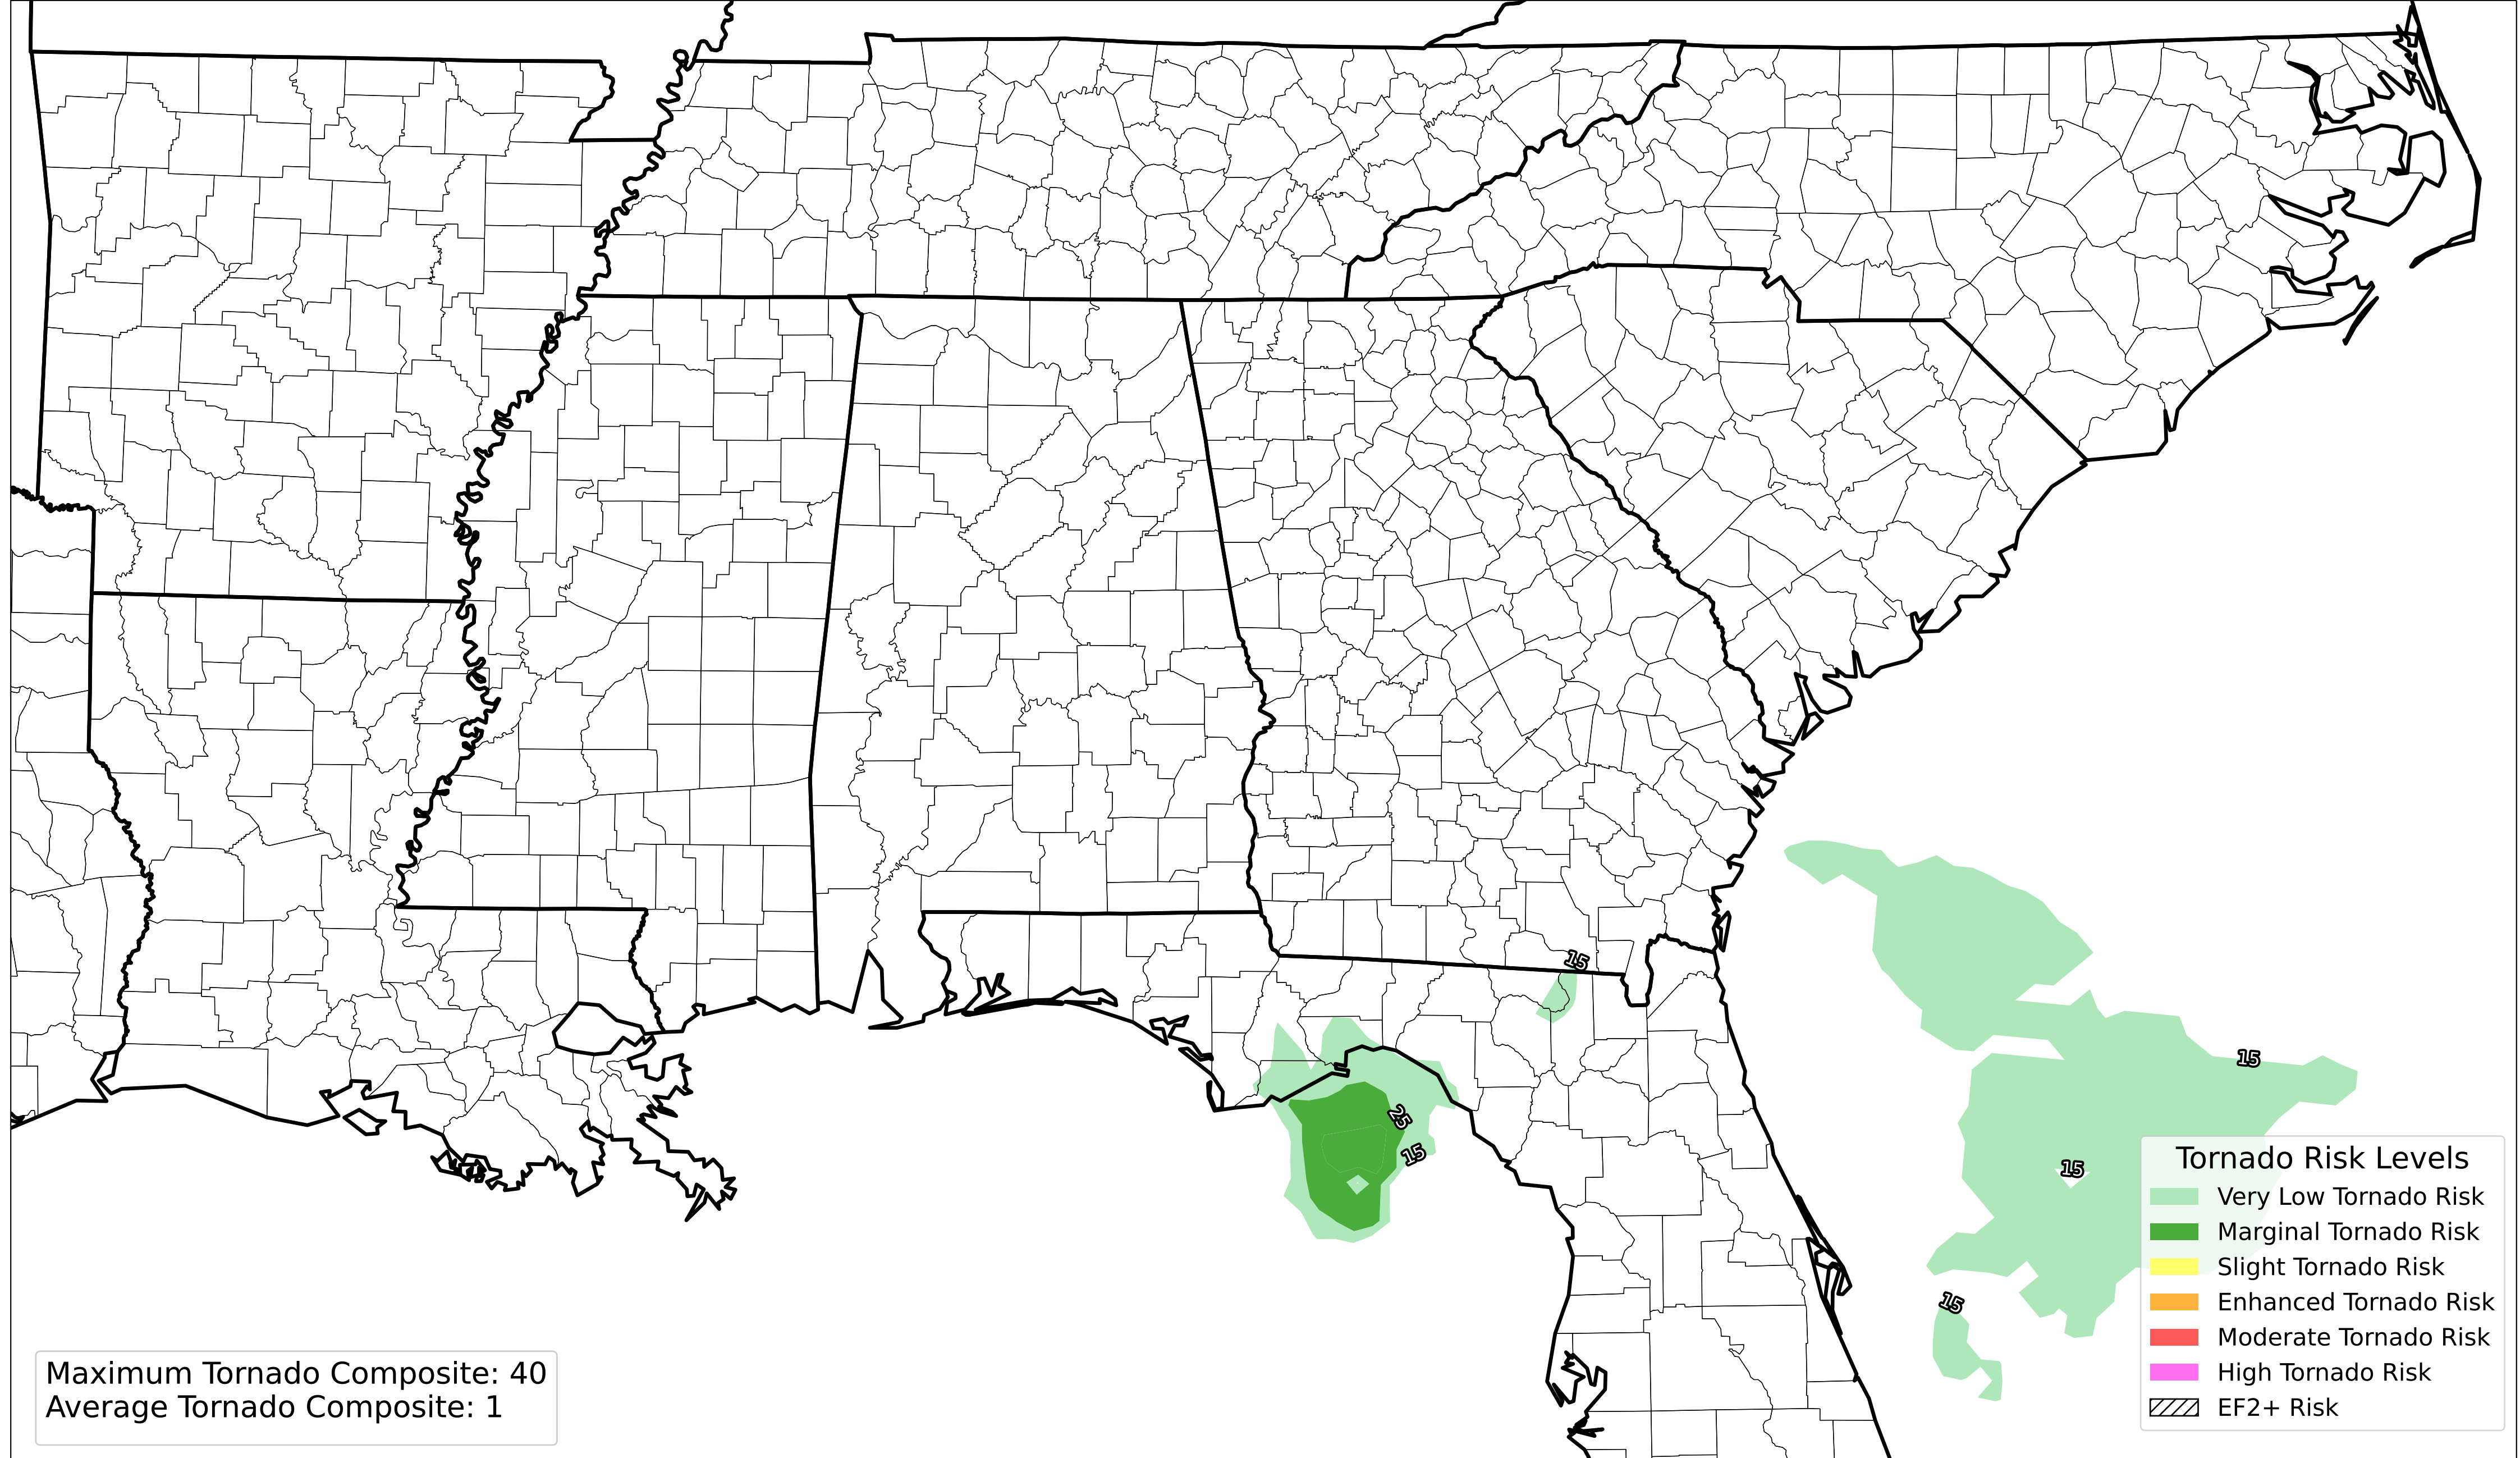 15
15
25
15
15
15
Tornado Risk Levels
Very Low Tornado Risk
Marginal Tornado Risk
Slight Tornado Risk
Enhanced Tornado Risk
Moderate Tornado Risk
High Tornado Risk
EF2+ Risk
Maximum Tornado Composite: 40
Average Tornado Composite: 1